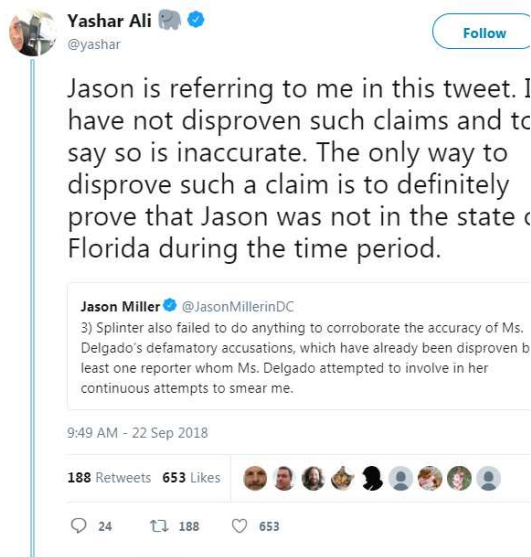 Yashar Ali
@yashar
Follow
Jason is referring to me in this tweet. I
have not disproven such claims and to
say so is inaccurate. The only way to
disprove such a claim is to definitely
prove that Jason was not in the state o
Florida during the time period.
Jason Miller @JasonMillerinDC
3) Splinter also failed to do anything to corroborate the accuracy of Ms.
Delgado's defamatory accusations, which have already been disproven b
least one reporter whom Ms. Delgado attempted to involve in her
continuous attempts to smear me.
9:49 AM - 22 Sep 2018
188 Retweets 653 Likes
24 188 653